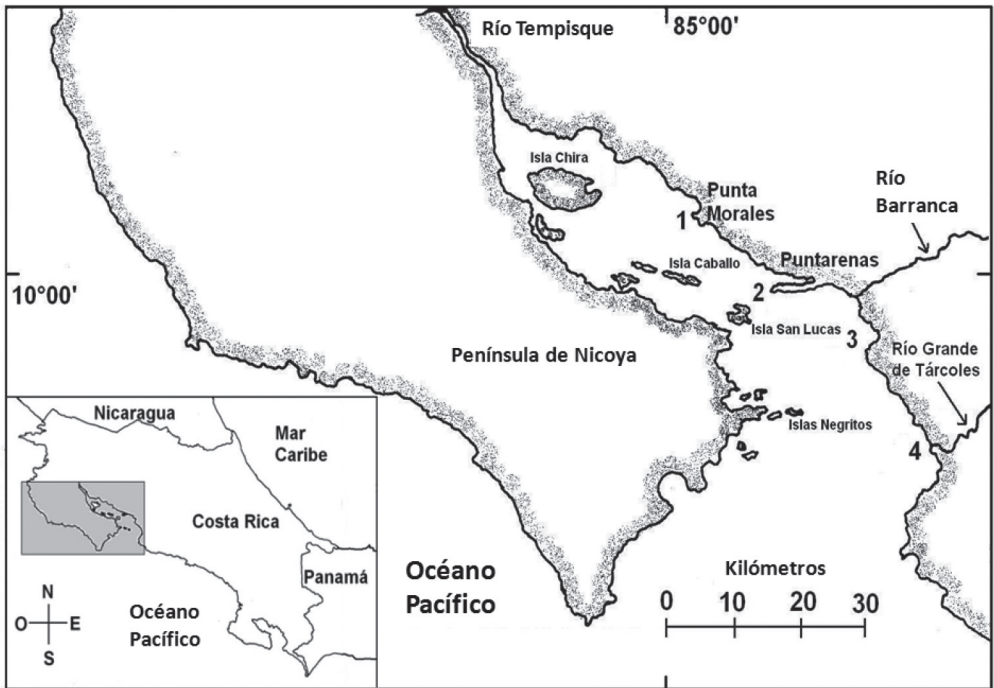 Río Tempisque
85°00'
Isla Chira
Punta
Morales
1
Río
Barranca
Isla Caballo
Puntarenas
10°00'
2
Isla San Lucas
3
Península de Nicoya
Río Grande
de Tárcoles
Islas Negritos
4
Nicaragua
Mar
Caribe
Costa Rica
Panamá
Océano
Pacífico
N
O
E
S
Océano
Pacífico
Kilómetros
0 10 20 30